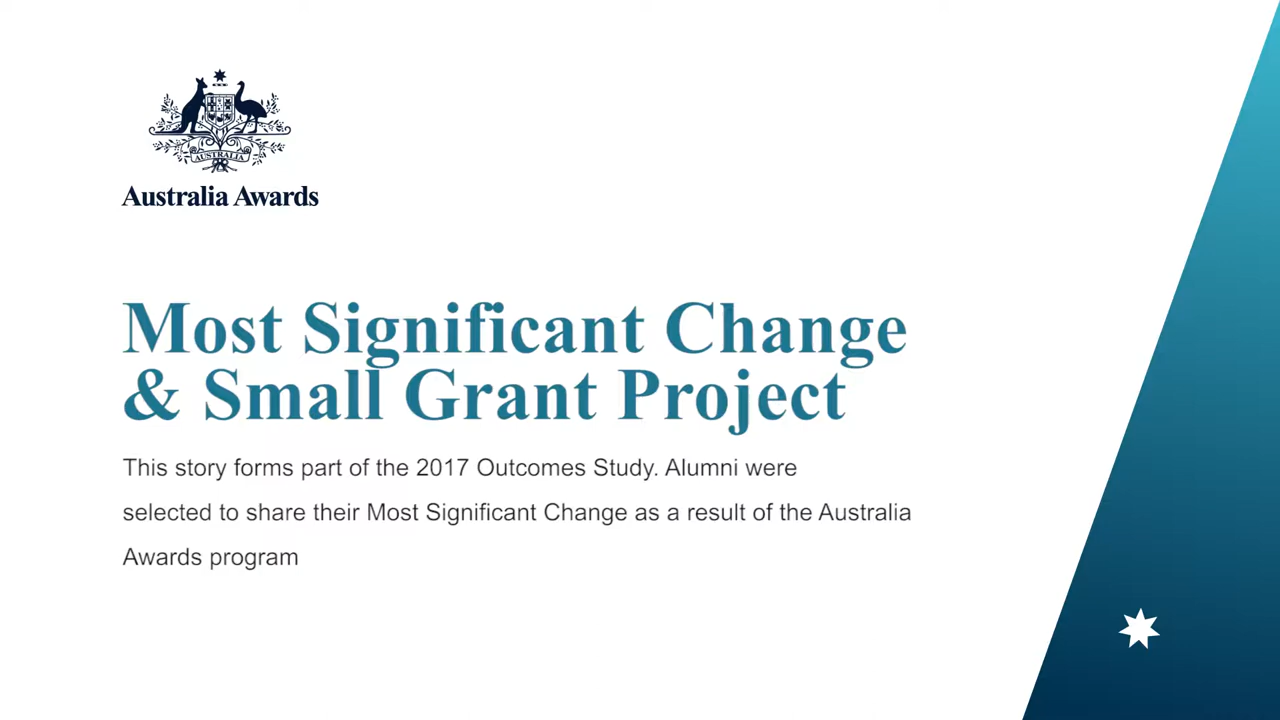 AUSTRALIA
Australia Awards
Most Significant Change
& Small Grant Project
This story forms part of the 2017 Outcomes Study. Alumni were
selected to share their Most Significant Change as a result of the Australia
Awards program